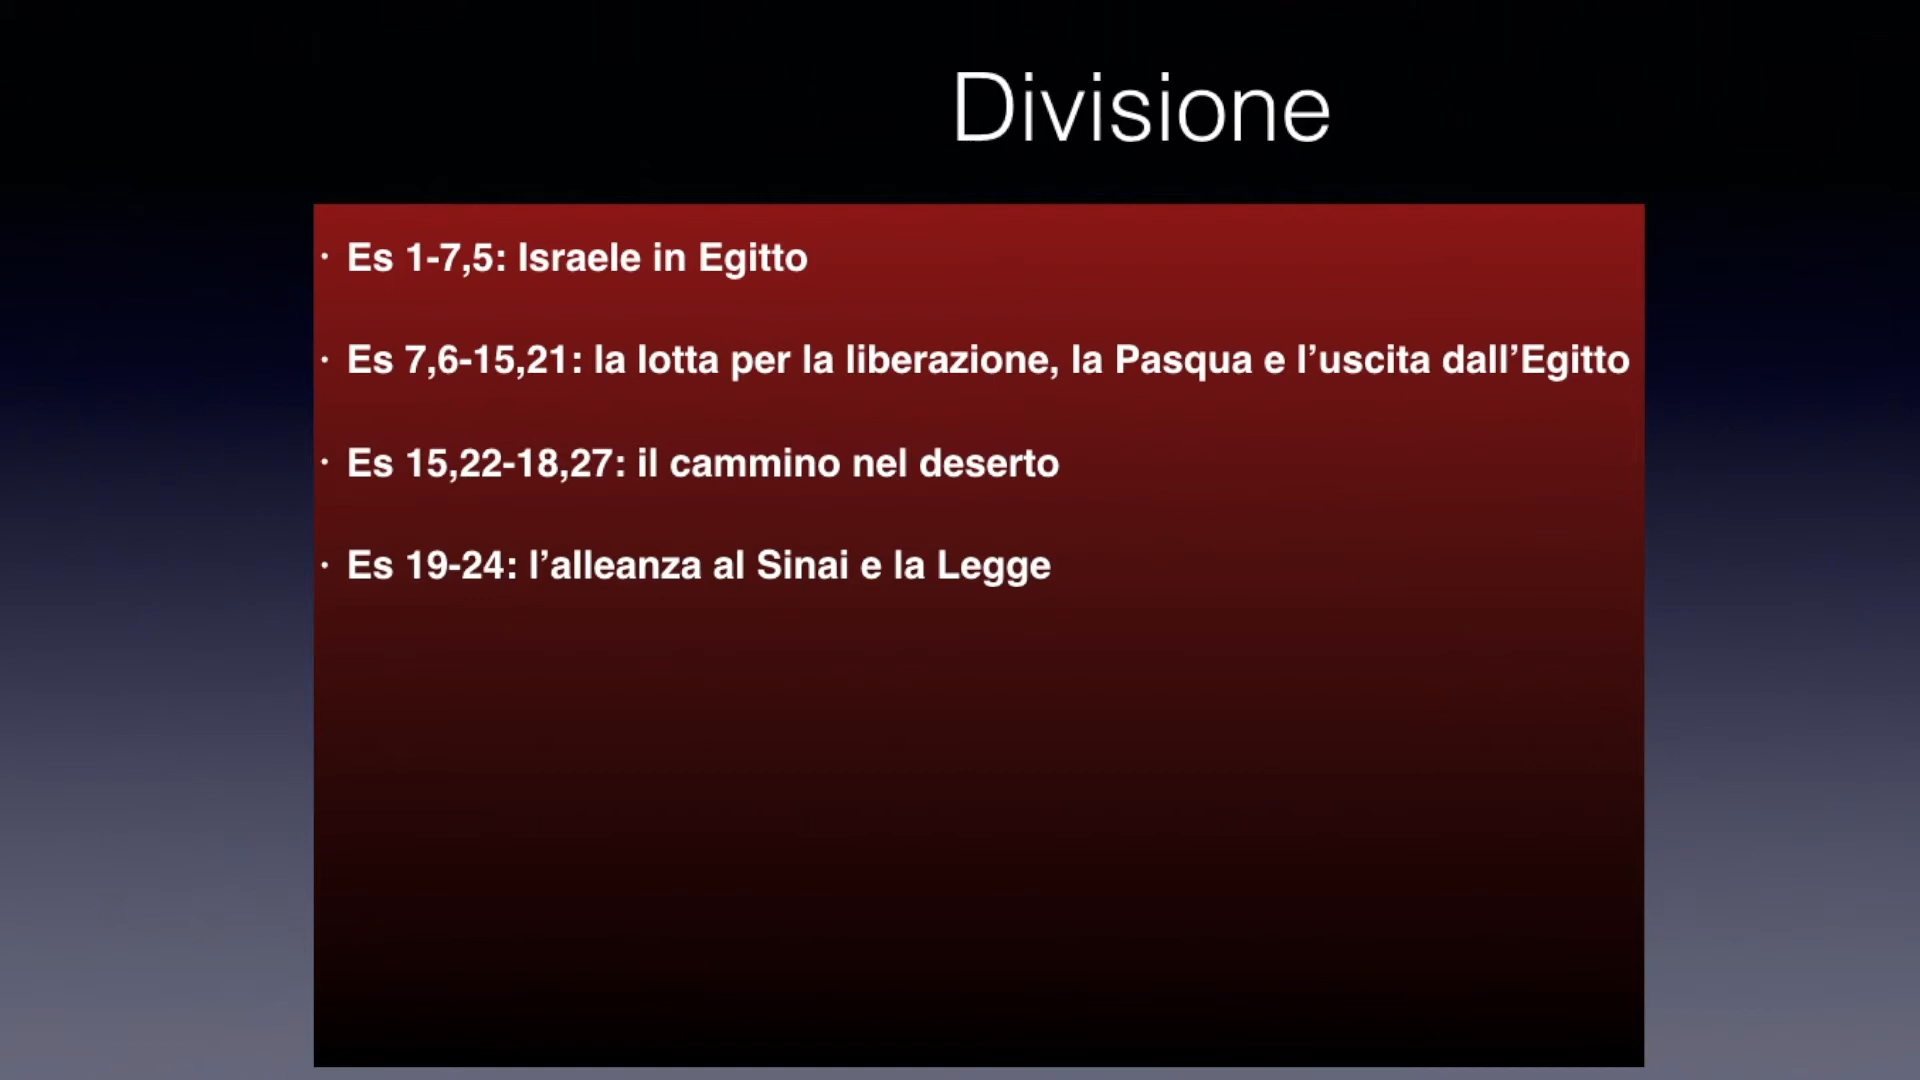 Divisione
· Es 1-7,5: Israele in Egitto
· Es 7,6-15,21: la lotta per la liberazione, la Pasqua e l’uscita dall’Egitto
· Es 15,22-18,27: il cammino nel deserto
· Es 19-24: l’alleanza al Sinai e la Legge